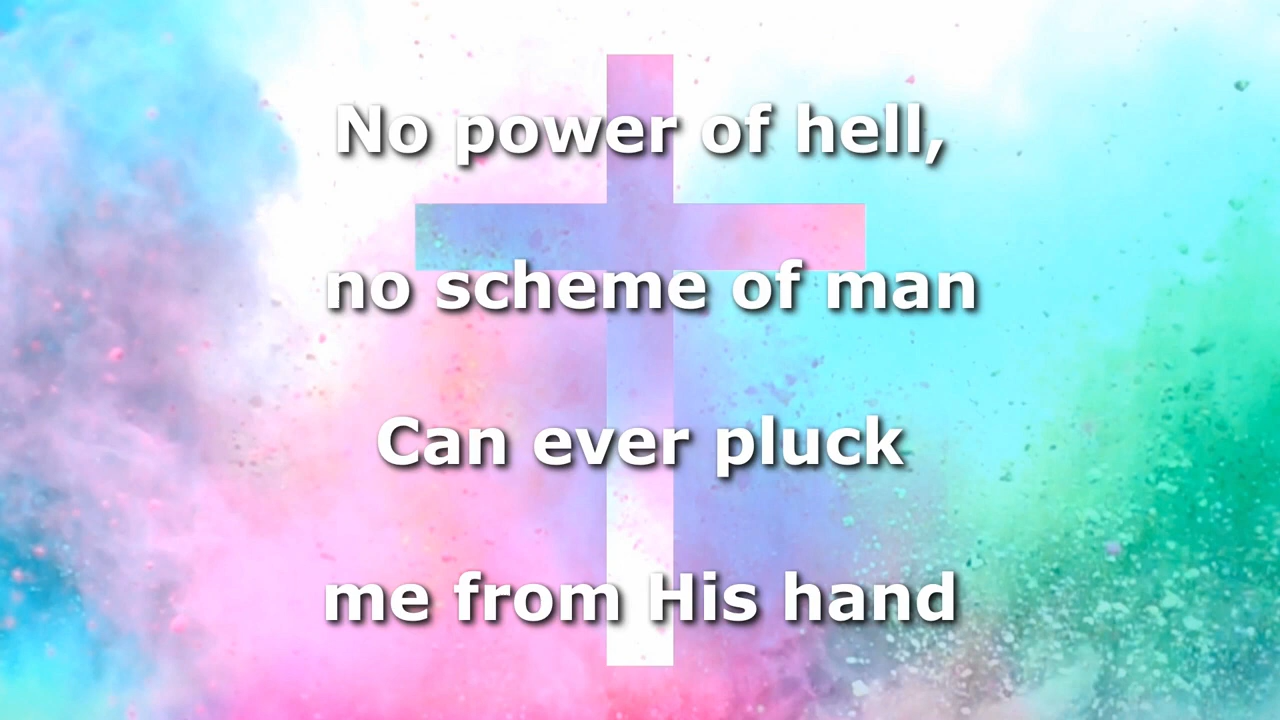 No power of hell,
no scheme of man
Can ever pluck
me from His hand